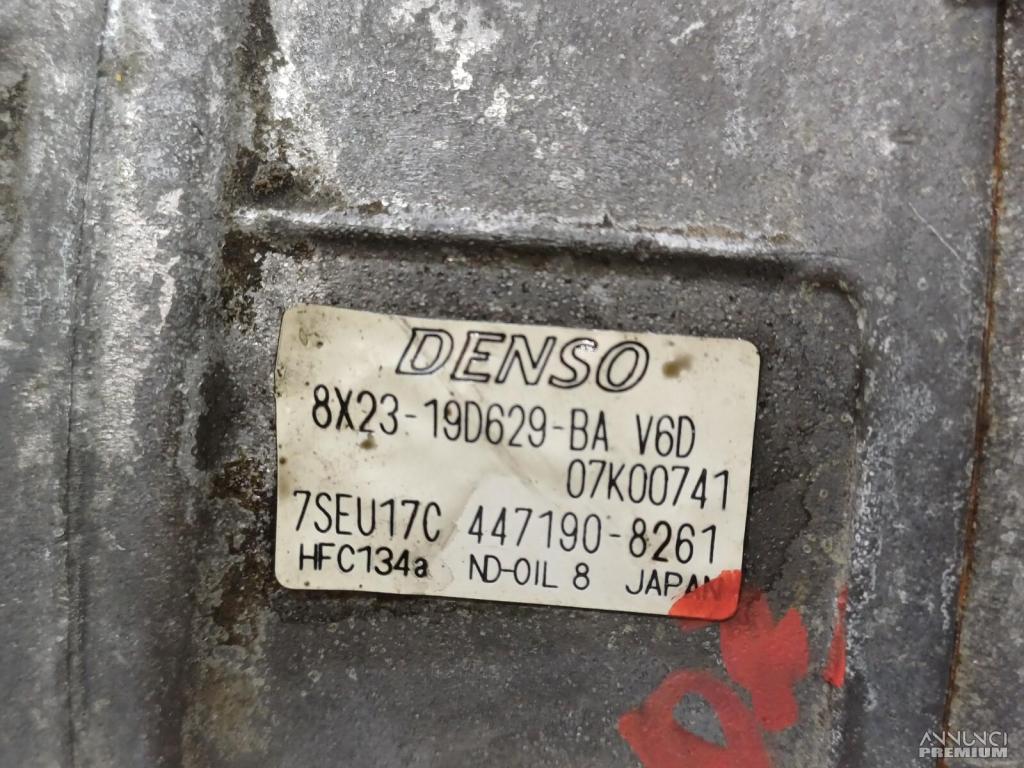 DENSO
8X23-19D629-BA V6D
07K00741
7SEU17C 447190-8261
HFC134a ND-OIL 8 JAPAN
ANNUNCI
PREMIUM